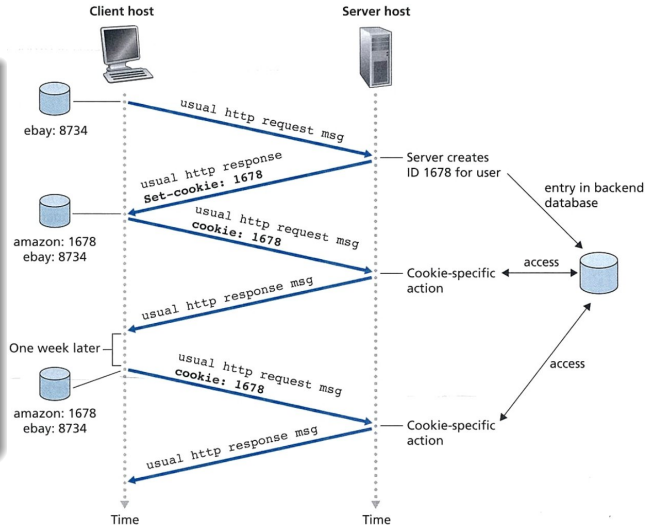 Client host
Server host
ebay: 8734
usual http request msg
Server creates
ID 1678 for user
usual http response
Set-cookie: 1678
entry in backend
database
amazon: 1678
ebay: 8734
usual http request msg
cookie: 1678
Cookie-specific
action
access
usual http response msg
One week later
usual http request msg
cookie: 1678
access
amazon: 1678
ebay: 8734
Cookie-specific
action
usual http response msg
Time
Time